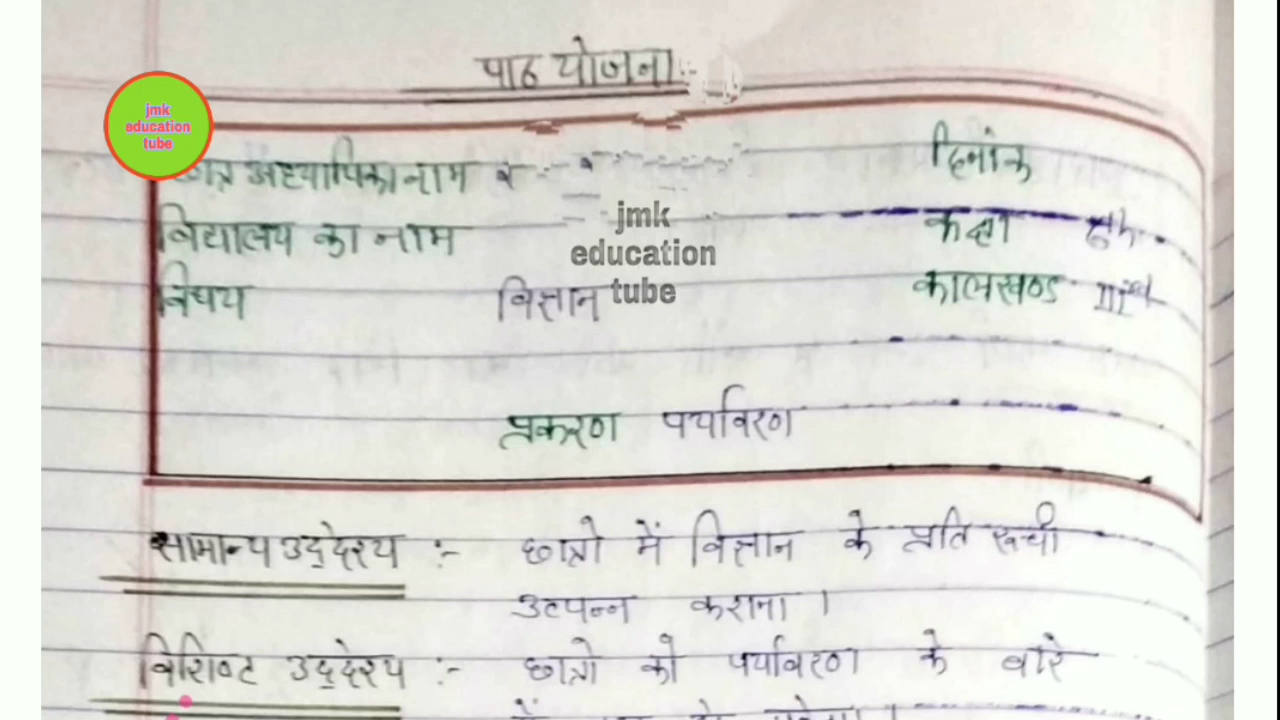 पाठ योजना :-
jmk
education
tube
छात्र अध्यापिका नाम दिनांक
विद्यालय का नाम कक्षा
jmk
education
tube
विषय विज्ञान कालखण्ड IIIrd
प्रकरण पर्यावरण
सामान्य उद्देश्य :- छात्रो में विज्ञान के प्रति रूची
उत्पन्न कराना ।
विशिष्ट उद्देश्य :- छात्रो को पर्यावरण के बारे
में